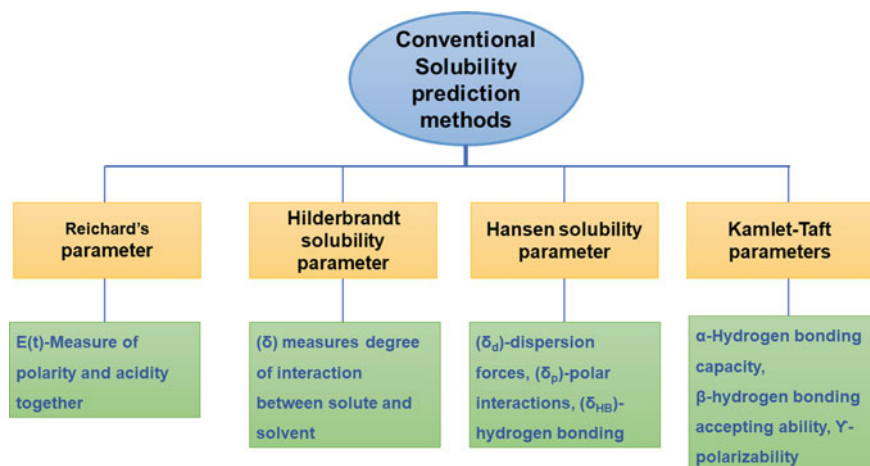 Conventional
Solubility
prediction
methods
Reichard's
parameter
Hilderbrandt
solubility
parameter
Hansen solubility
parameter
Kamlet-Taft
parameters
E(t)-Measure of
polarity and acidity
together
(δ) measures degree
of interaction
between solute and
solvent
(δd)-dispersion
forces, (δp)-polar
interactions, (δHB)-
hydrogen bonding
α-Hydrogen bonding
capacity,
β-hydrogen bonding
accepting ability, ϒ-
polarizability